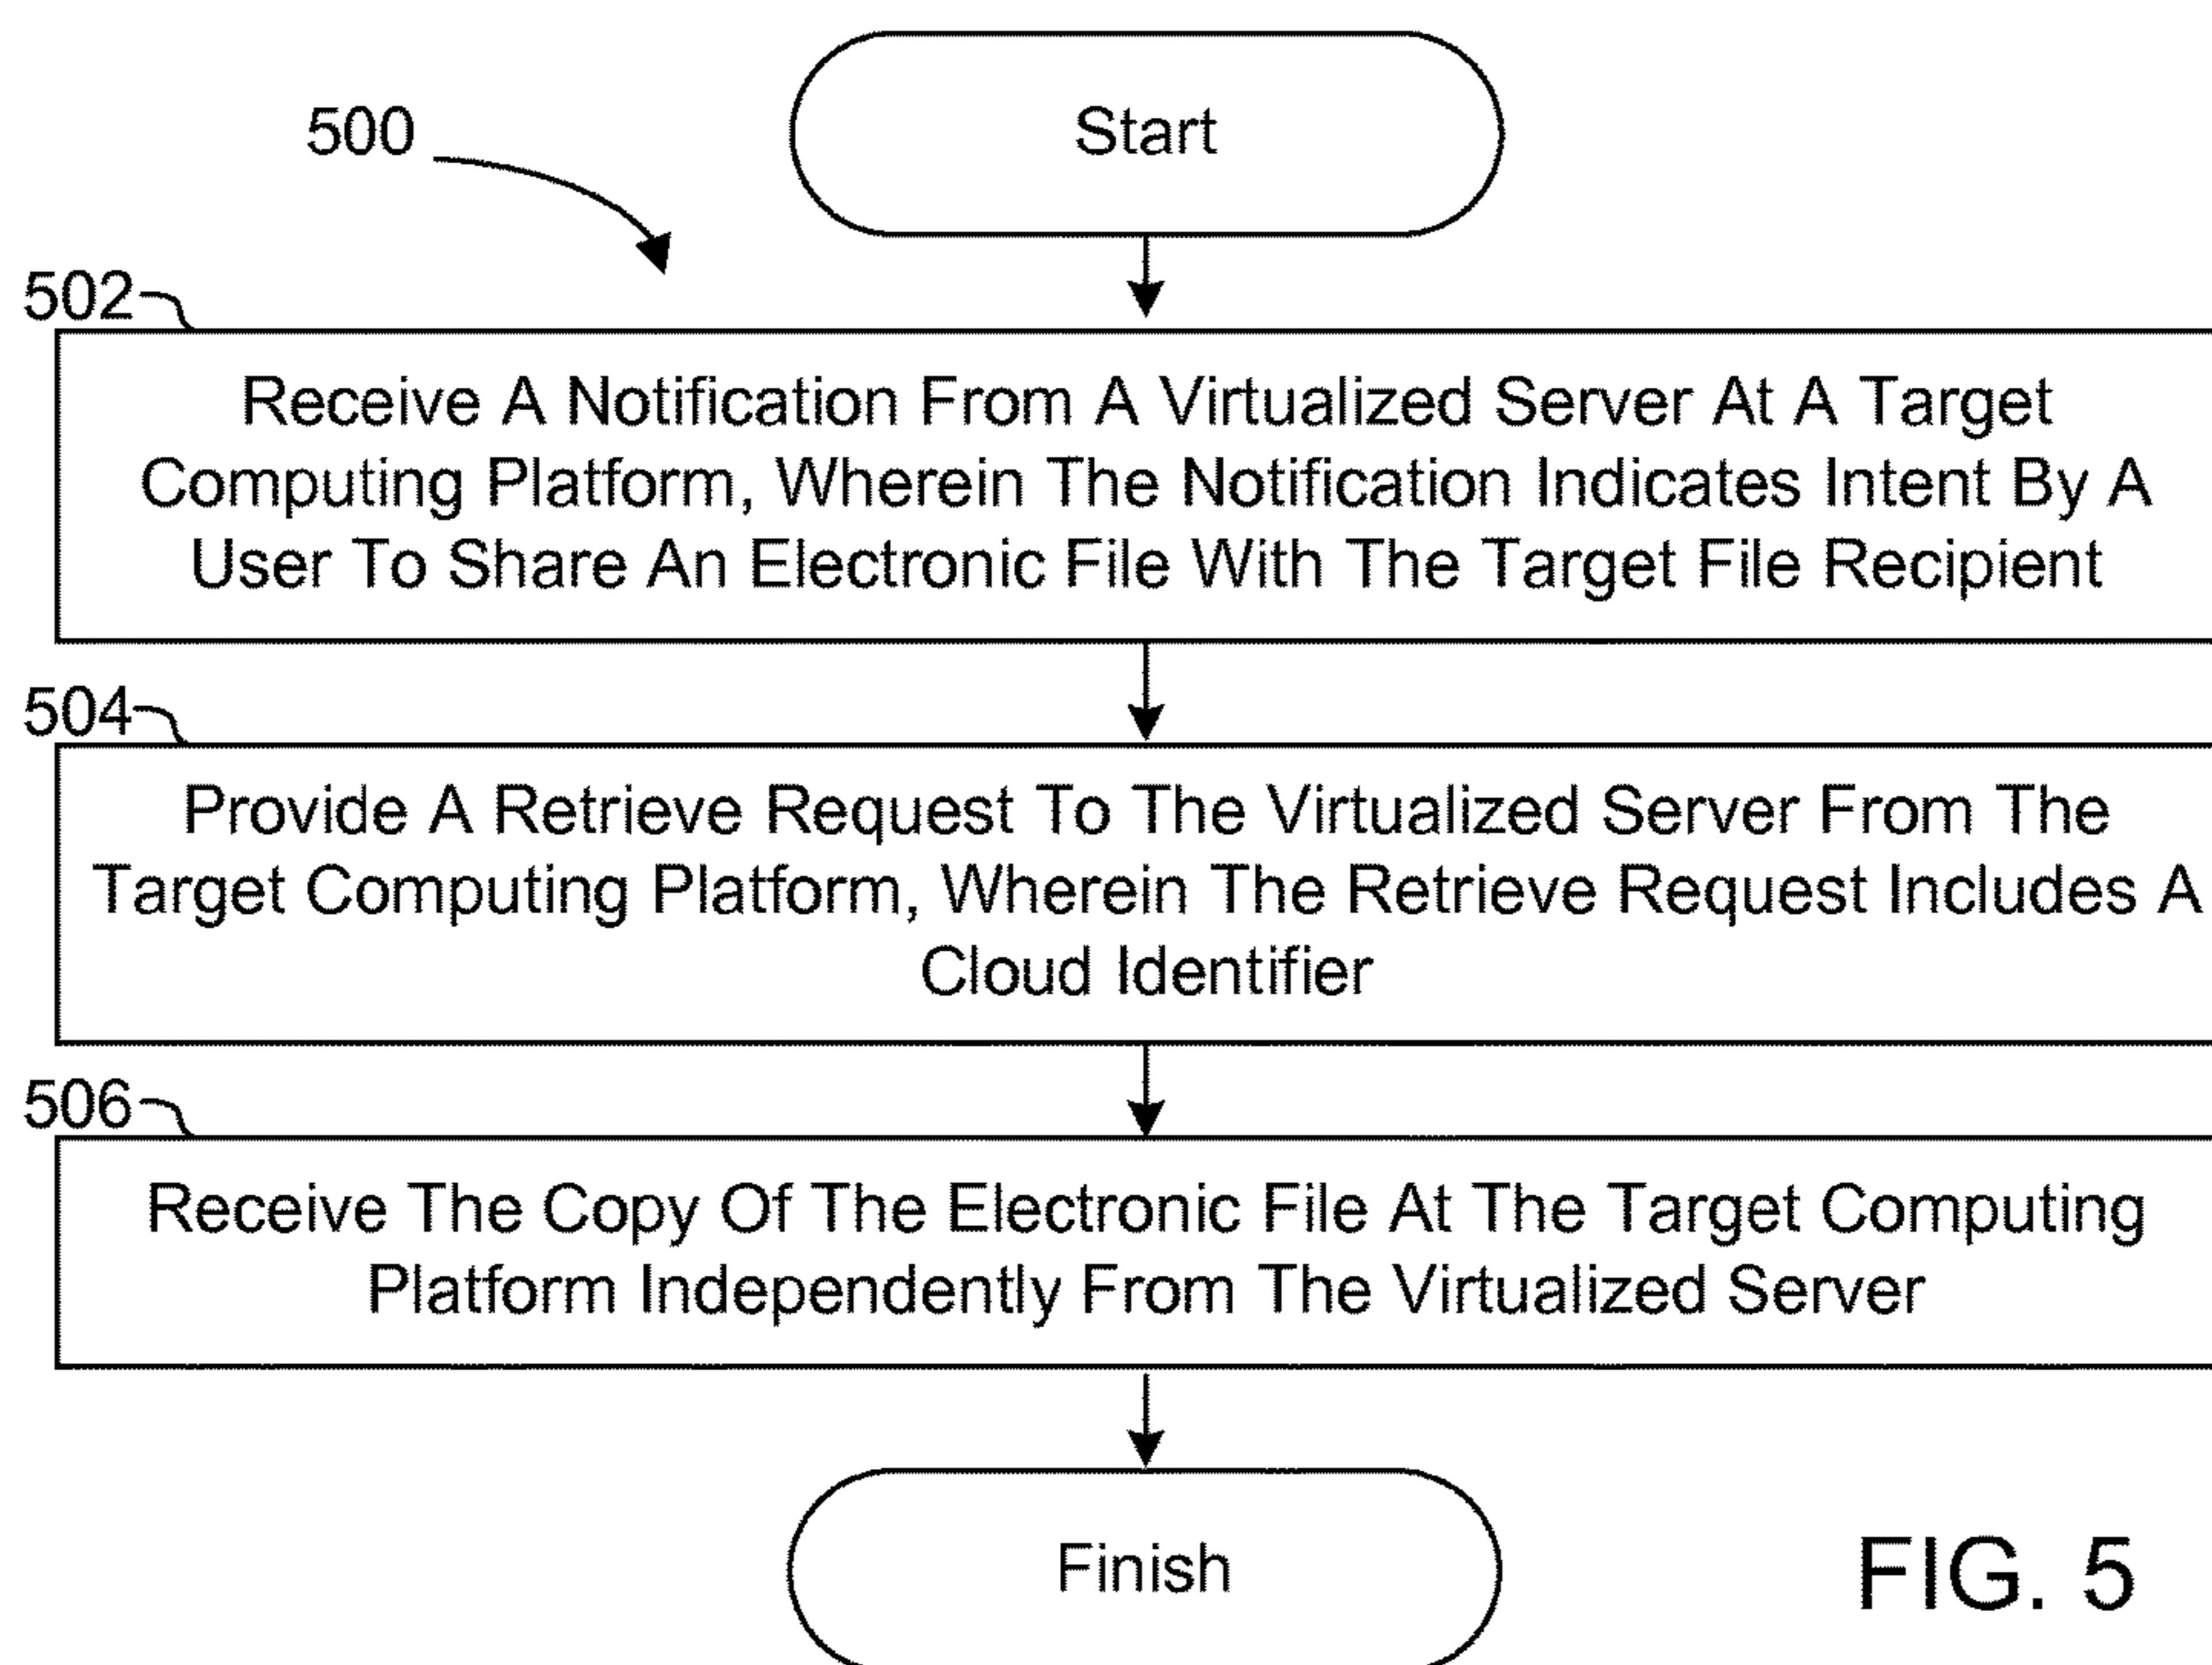 Start
500
502
Receive A Notification From A Virtualized Server At A Target
Computing Platform, Wherein The Notification Indicates Intent By A
User To Share An Electronic File With The Target File Recipient
504
Provide A Retrieve Request To The Virtualized Server From The
Target Computing Platform, Wherein The Retrieve Request Includes A
Cloud Identifier
506
Receive The Copy Of The Electronic File At The Target Computing
Platform Independently From The Virtualized Server
Finish
FIG. 5